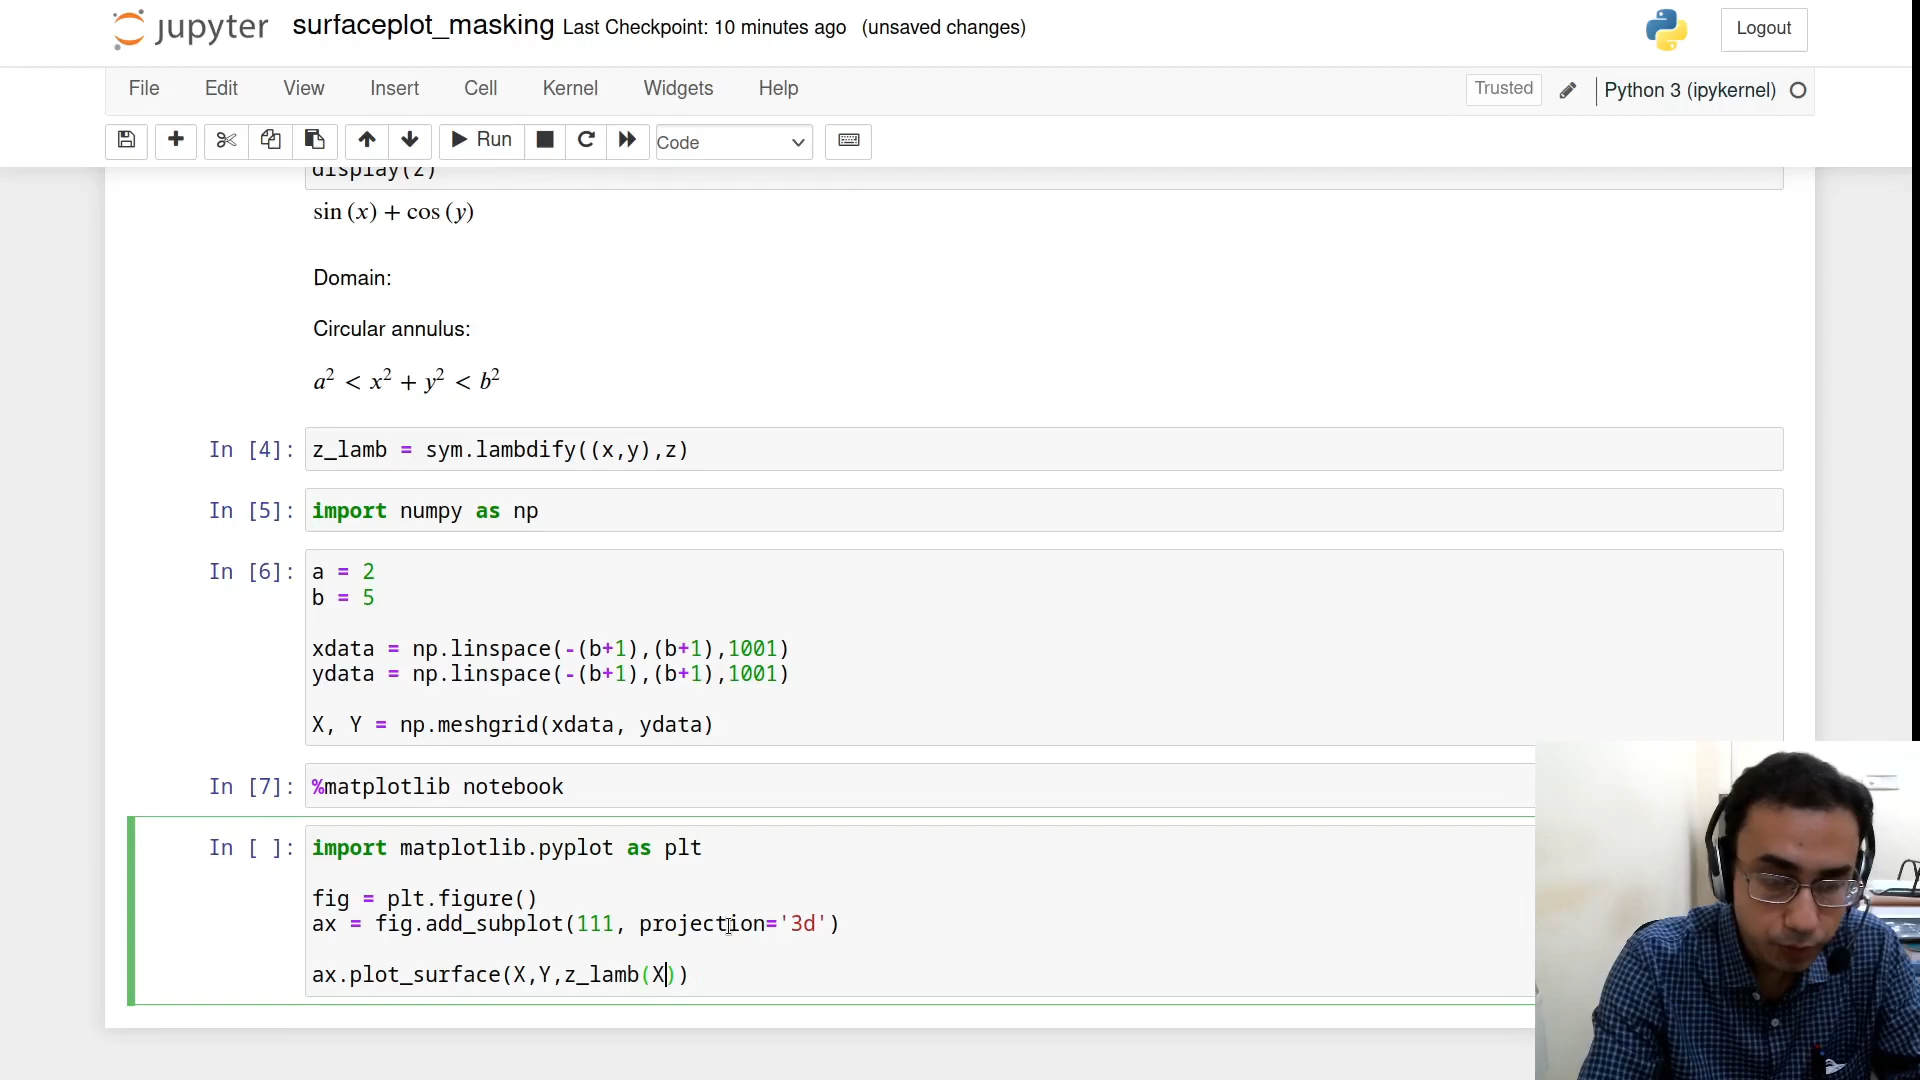 jupyter surfaceplot_masking Last Checkpoint: 10 minutes ago (unsaved changes) Logout
File Edit View Insert Cell Kernel Widgets Help Trusted Python 3 (ipykernel)
Run Code
display(z)
sin (x) + cos (y)
Domain:
Circular annulus:
a² < x² + y² < b²
In [4]: z_lamb = sym.lambdify((x,y),z)
In [5]: import numpy as np
In [6]: a = 2
b = 5
xdata = np.linspace(-(b+1),(b+1),1001)
ydata = np.linspace(-(b+1),(b+1),1001)
X, Y = np.meshgrid(xdata, ydata)
In [7]: %matplotlib notebook
In [ ]: import matplotlib.pyplot as plt
fig = plt.figure()
ax = fig.add_subplot(111, projection='3d')
ax.plot_surface(X,Y,z_lamb(X))